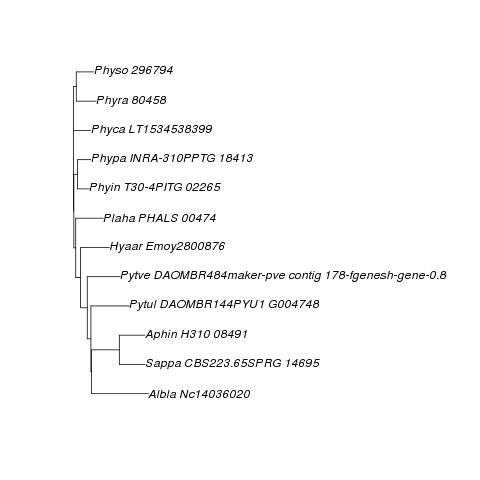 Physo 296794
Phyra 80458
Phyca LT1534538399
Phypa INRA-310PPTG 18413
Phyin T30-4PITG 02265
Plaha PHALS 00474
Hyaar Emoy2800876
Pytve DAOMBR484maker-pve contig 178-fgenesh-gene-0.8
Pytul DAOMBR144PYU1 G004748
Aphin H310 08491
Sappa CBS223.65SPRG 14695
Albla Nc14036020